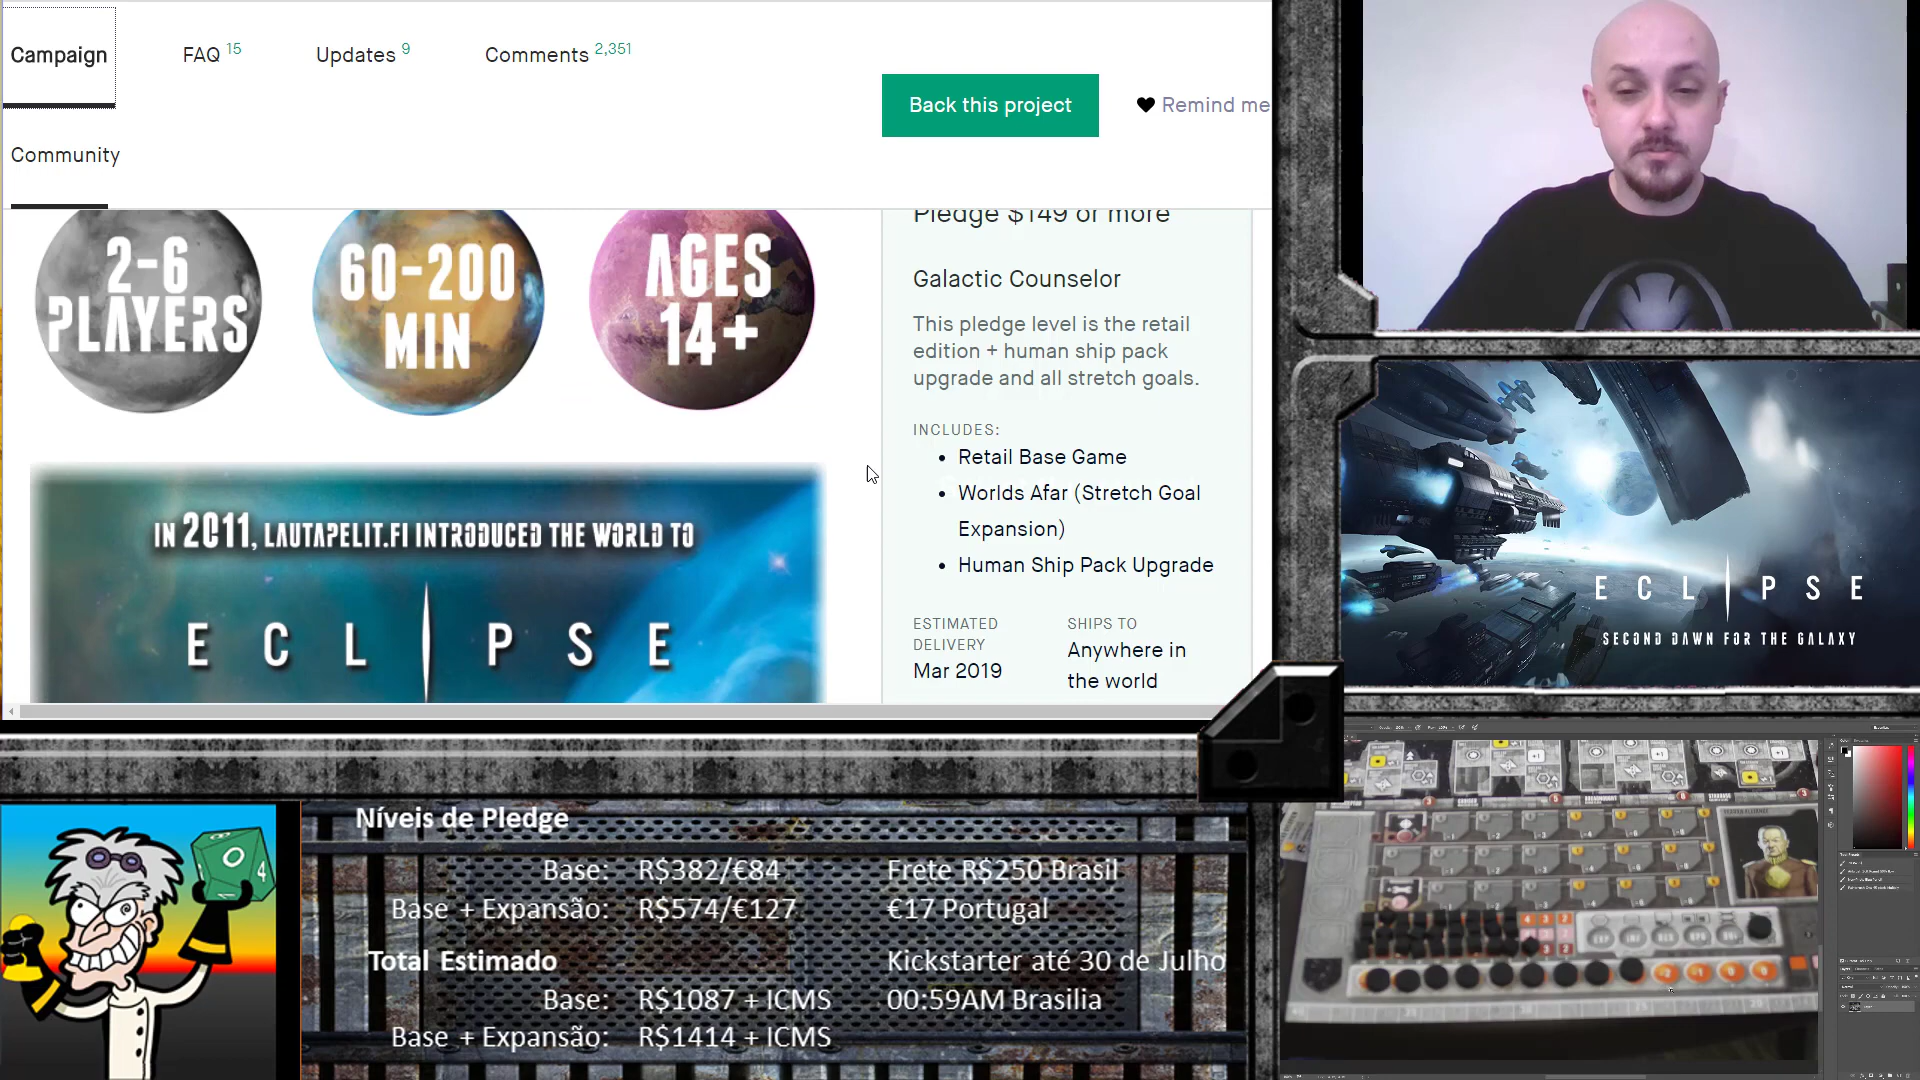 Campaign
FAQ 15
Updates 9
Comments 2,351
Back this project
Remind me
Community
2-6
PLAYERS
60-200
MIN
AGES
14+
IN 2011, LAUTAPELIT.FI INTRODUCED THE WORLD TO
ECLIPSE
Pledge $149 or more
Galactic Counselor
This pledge level is the retail
edition + human ship pack
upgrade and all stretch goals.
INCLUDES:
Retail Base Game
Worlds Afar (Stretch Goal
Expansion)
Human Ship Pack Upgrade
ESTIMATED
DELIVERY
Mar 2019
SHIPS TO
Anywhere in
the world
ECLIPSE
SECOND DAWN FOR THE GALAXY
Níveis de Pledge
Base: R$382/€84
Base + Expansão: R$574/€127
Total Estimado
Base: R$1087 + ICMS
Base + Expansão: R$1414 + ICMS
Frete R$250 Brasil
€17 Portugal
Kickstarter até 30 de Julho
00:59AM Brasilia